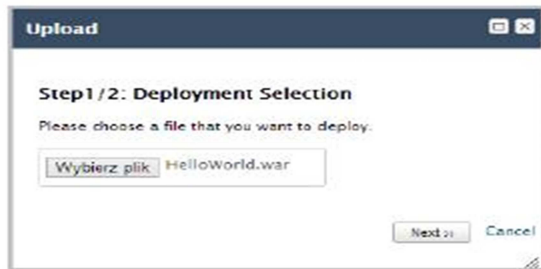 Upload
Step1/2: Deployment Selection
Please choose a file that you want to deploy.
Wybierz plik HelloWorld.war
Next >> Cancel